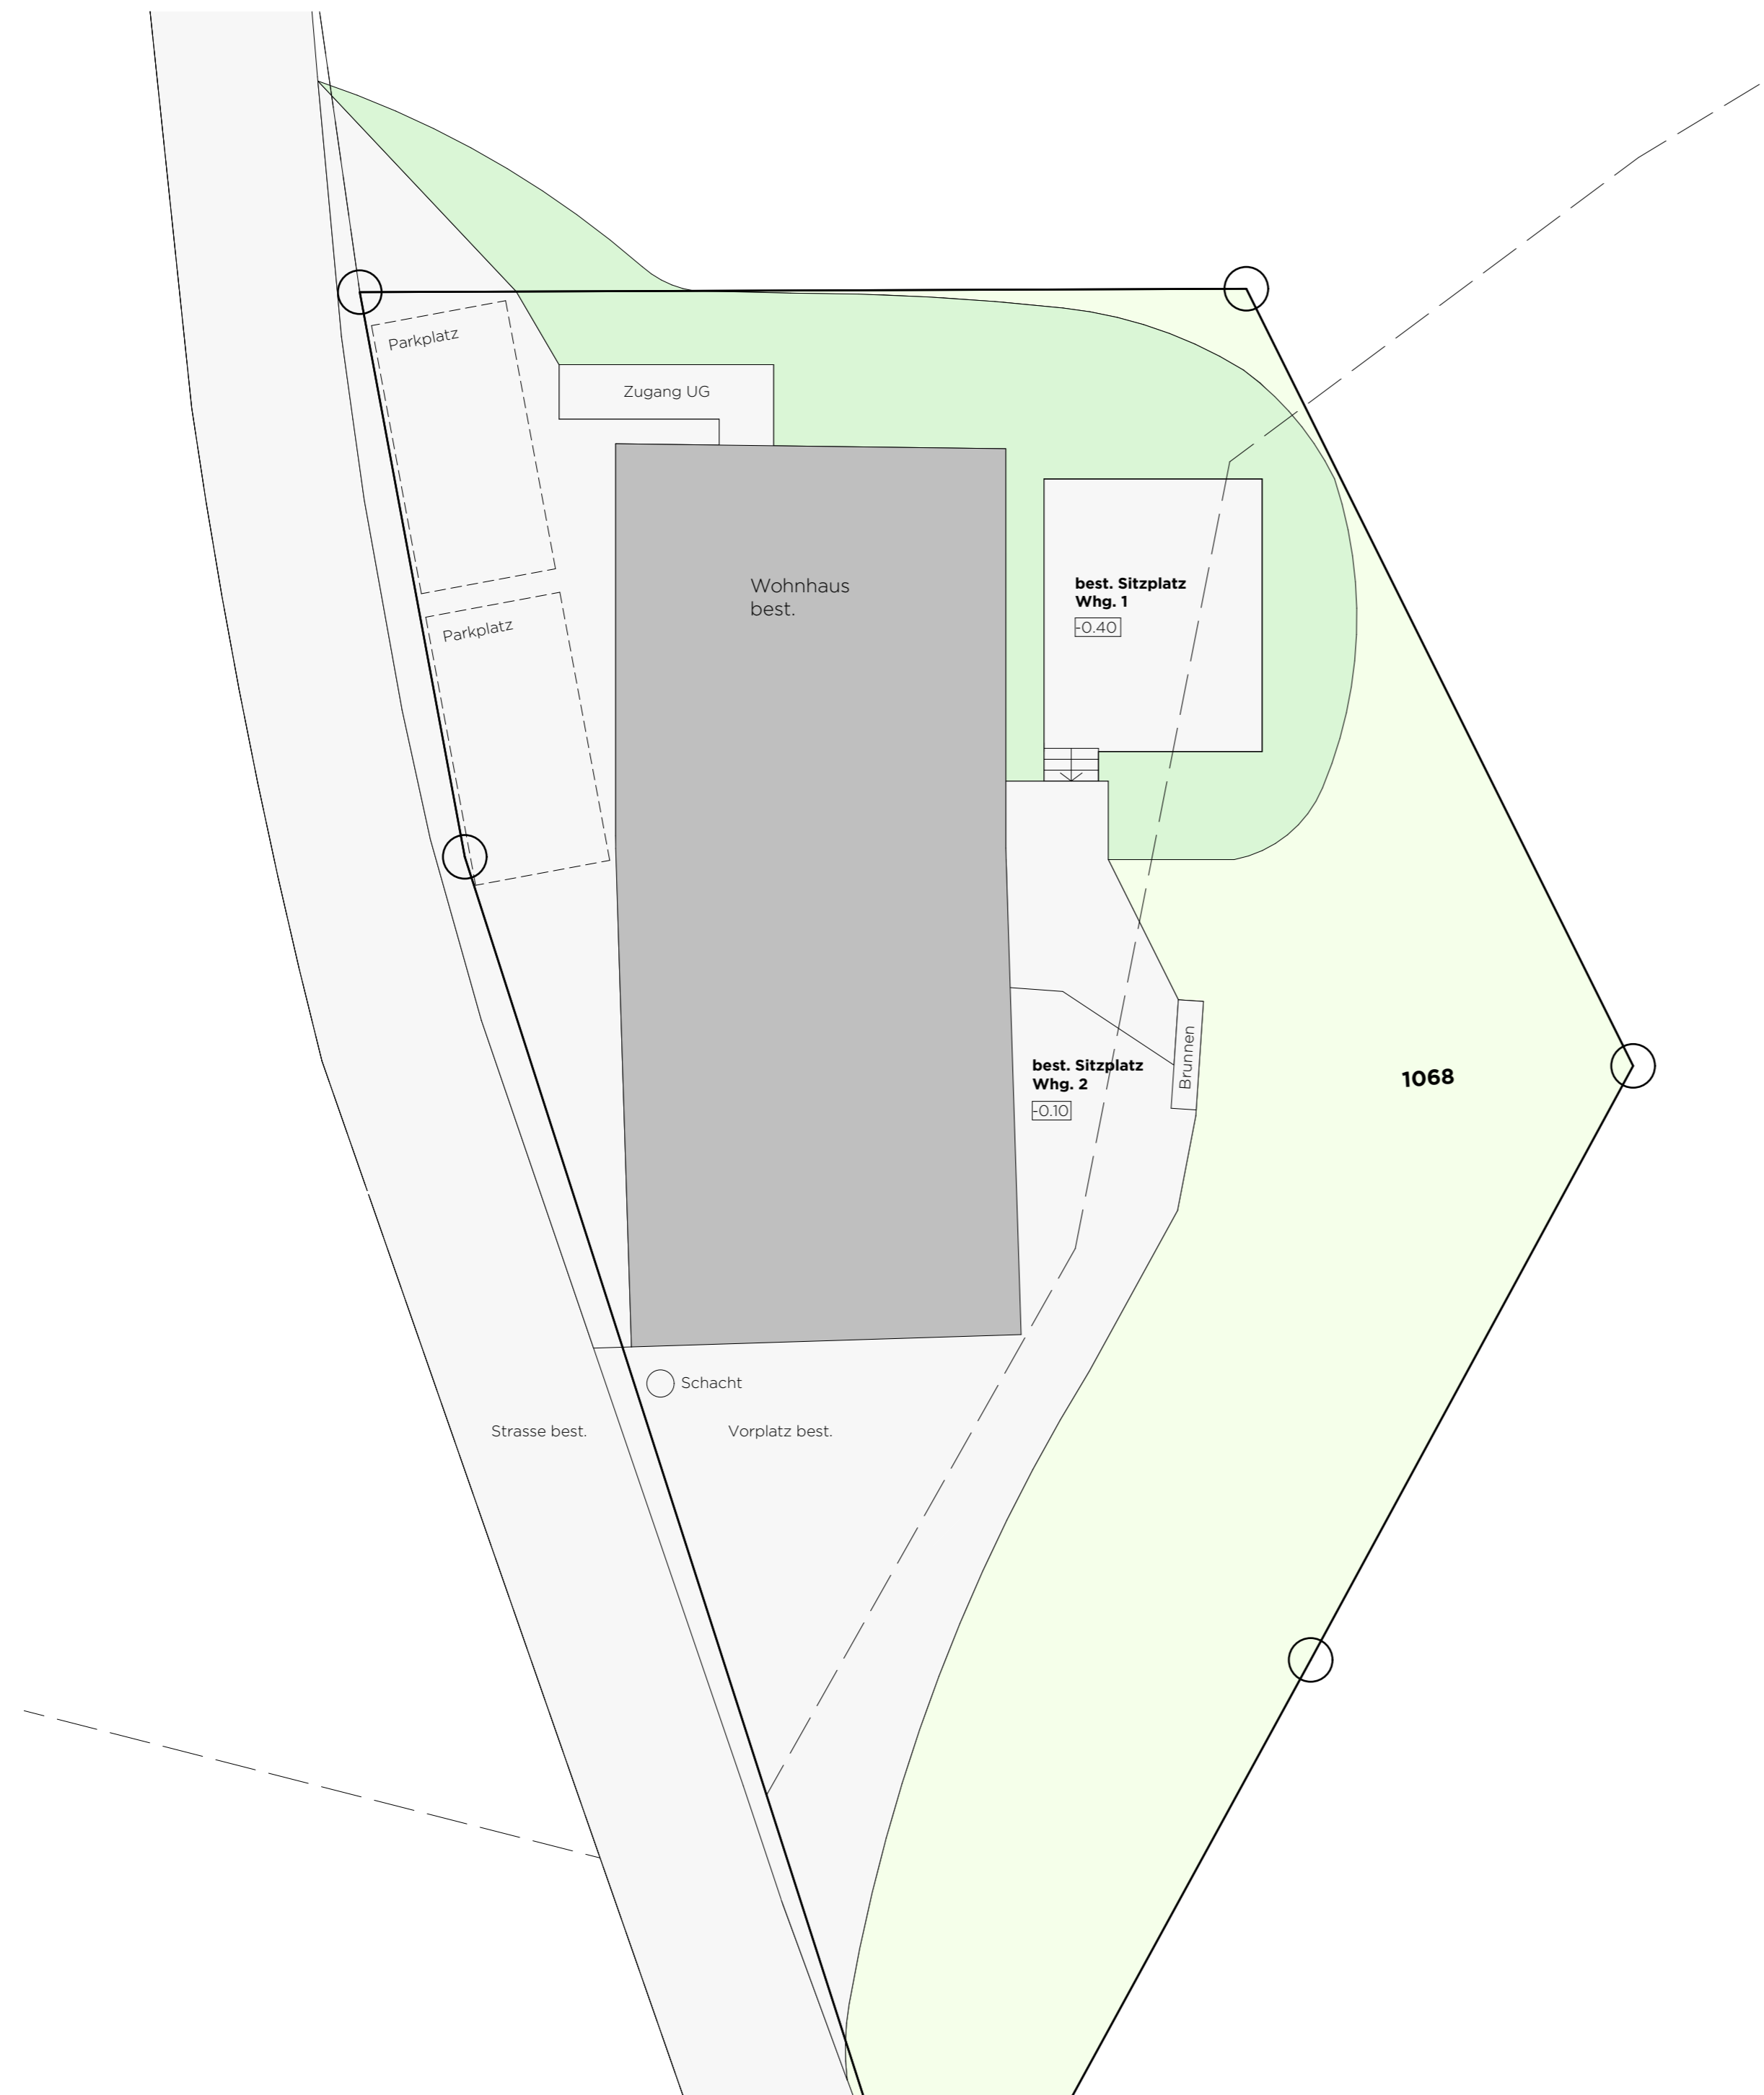 Parkplatz
Zugang UG
Wohnhaus
best.
best. Sitzplatz
Whg. 1
-0.40
Parkplatz
best. Sitzplatz
Whg. 2
-0.10
Brunnen
1068
Schacht
Strasse best.
Vorplatz best.